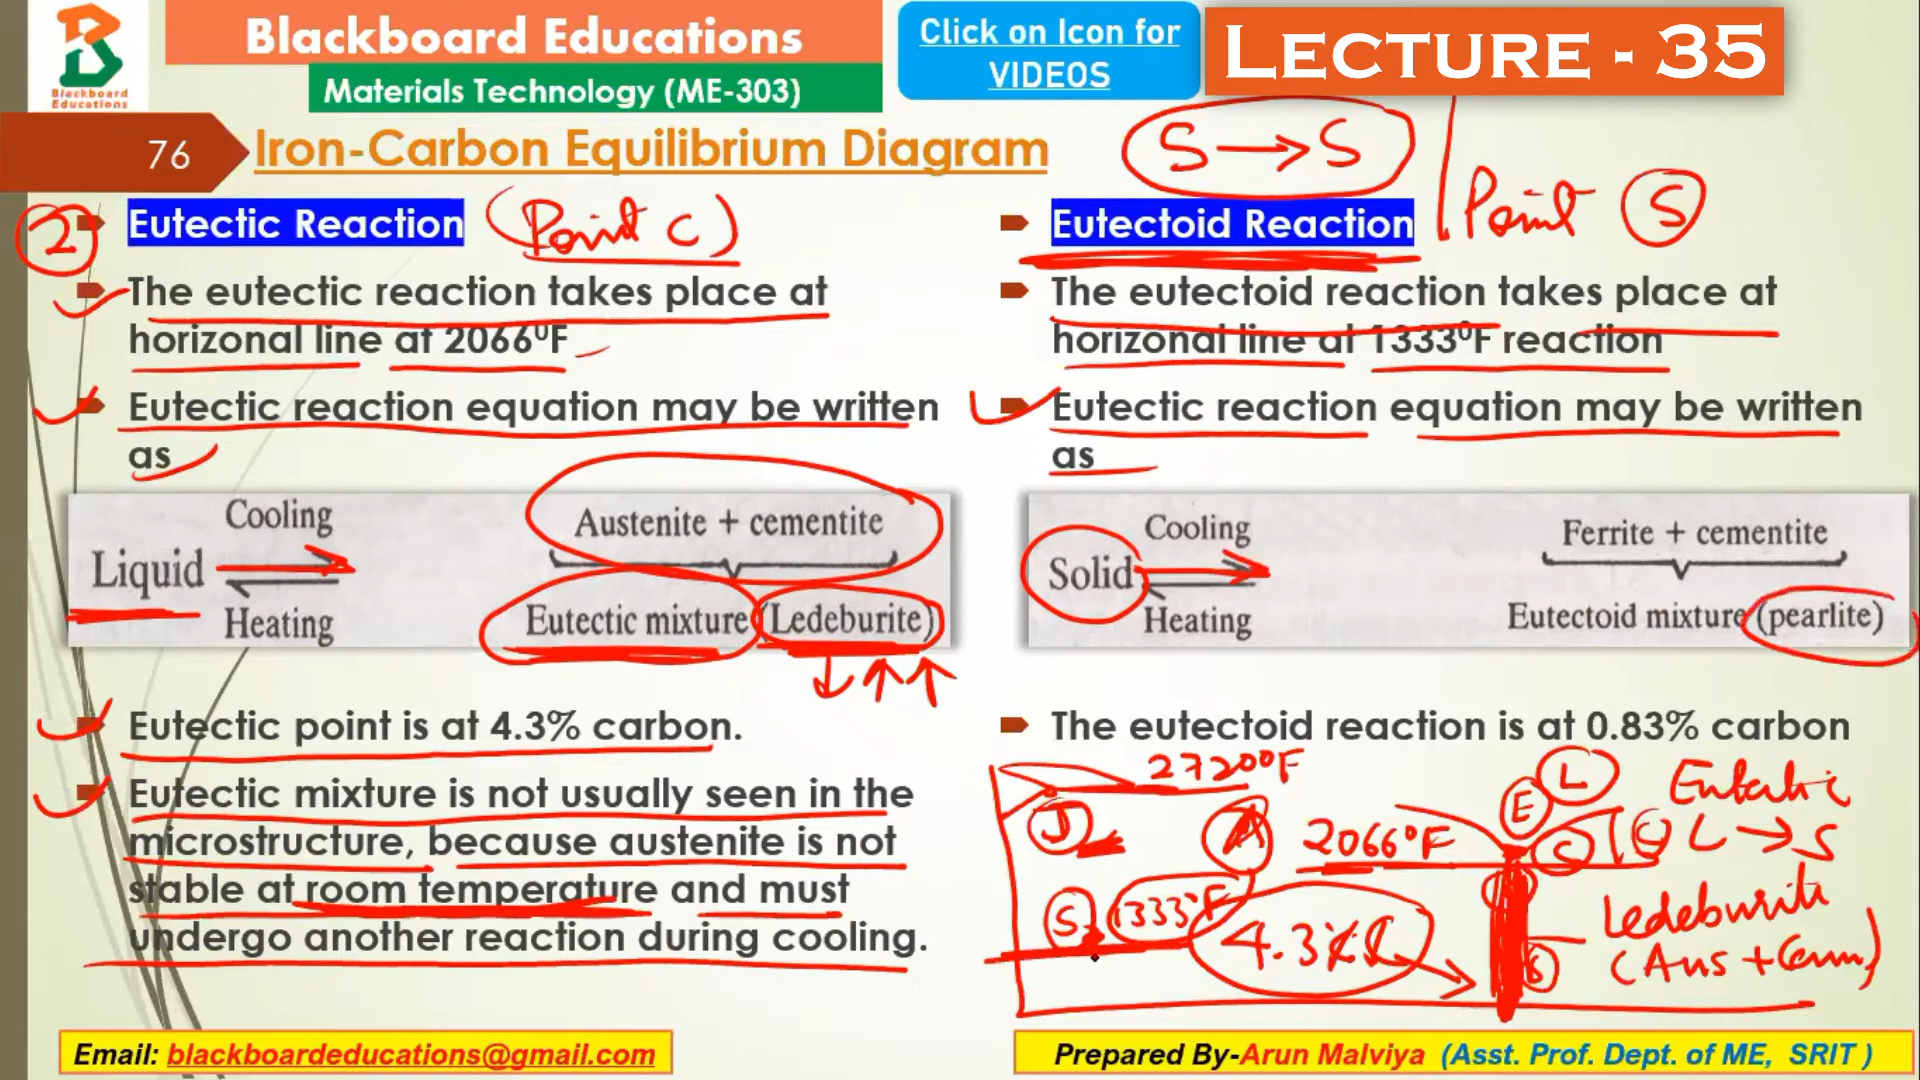 Blackboard Educations
Blackboard Educations
Materials Technology (ME-303)
Click on Icon for
VIDEOS
LECTURE - 35
76
Iron-Carbon Equilibrium Diagram
S → S
2
Eutectic Reaction
(Point C)
The eutectic reaction takes place at
horizonal line at 2066⁰F
Eutectic reaction equation may be written
as
Cooling
Liquid
Heating
Austenite + cementite
Eutectic mixture (Ledeburite)
Eutectic point is at 4.3% carbon.
Eutectic mixture is not usually seen in the
microstructure, because austenite is not
stable at room temperature and must
undergo another reaction during cooling.
Eutectoid Reaction
Point S
The eutectoid reaction takes place at
horizonal line at 1333⁰F reaction
Eutectic reaction equation may be written
as
Cooling
Solid
Heating
Ferrite + cementite
Eutectoid mixture (pearlite)
The eutectoid reaction is at 0.83% carbon
2720°F
J
2066°F
E
L
S
C
Eutectic
L → S
S
1333°F
4.3%
Ledeburite
(Aus + Cem)
Email: blackboardeducations@gmail.com
Prepared By-Arun Malviya (Asst. Prof. Dept. of ME, SRIT )